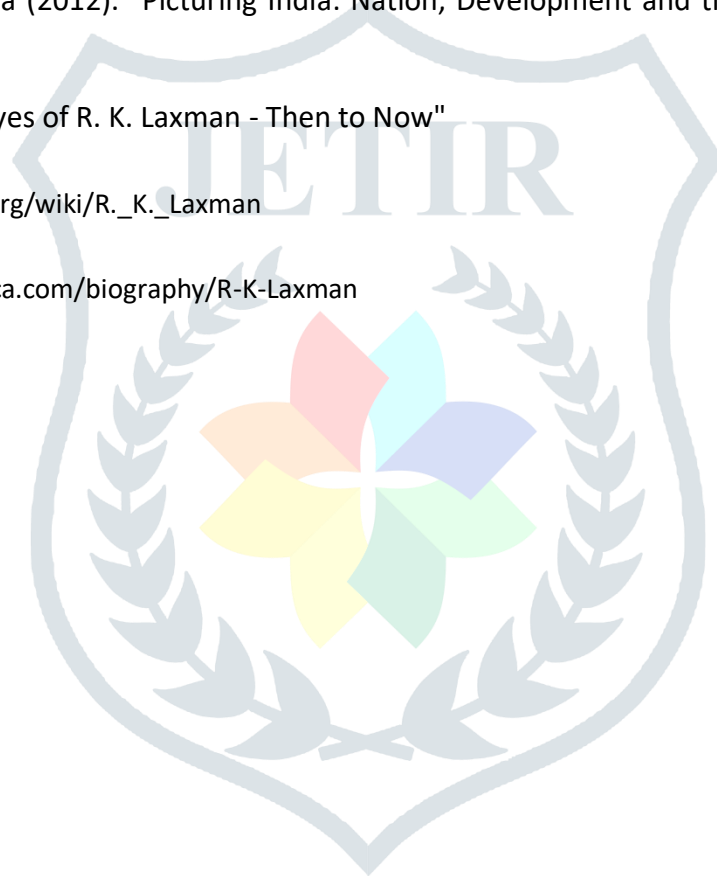 a (2012). "Picturing India: Nation, Development and t
yes of R. K. Laxman - Then to Now"
JETIR
rg/wiki/R._K._Laxman
ca.com/biography/R-K-Laxman